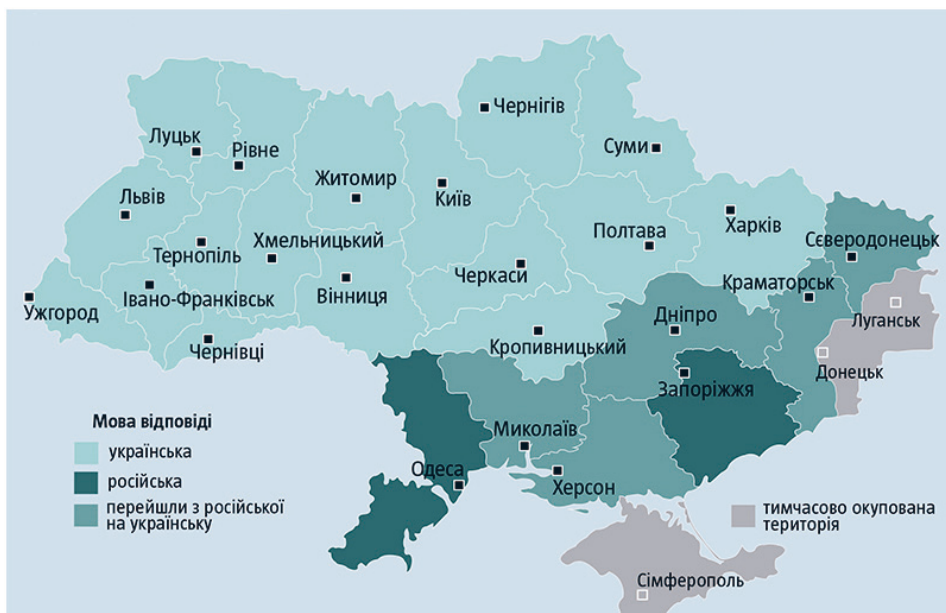 Чернігів
Луцьк
Рівне
Суми
Житомир
Київ
Львів
Харків
Полтава
Хмельницький
Сєверодонецьк
Тернопіль
Черкаси
Краматорськ
Івано-Франківськ
Вінниця
Ужгород
Дніпро
Луганськ
Чернівці
Кропивницький
Донецьк
Запоріжжя
Мова відповіді
українська
російська
перейшли з російської
на українську
Миколаїв
Одеса
Херсон
тимчасово окупована
територія
Сімферополь